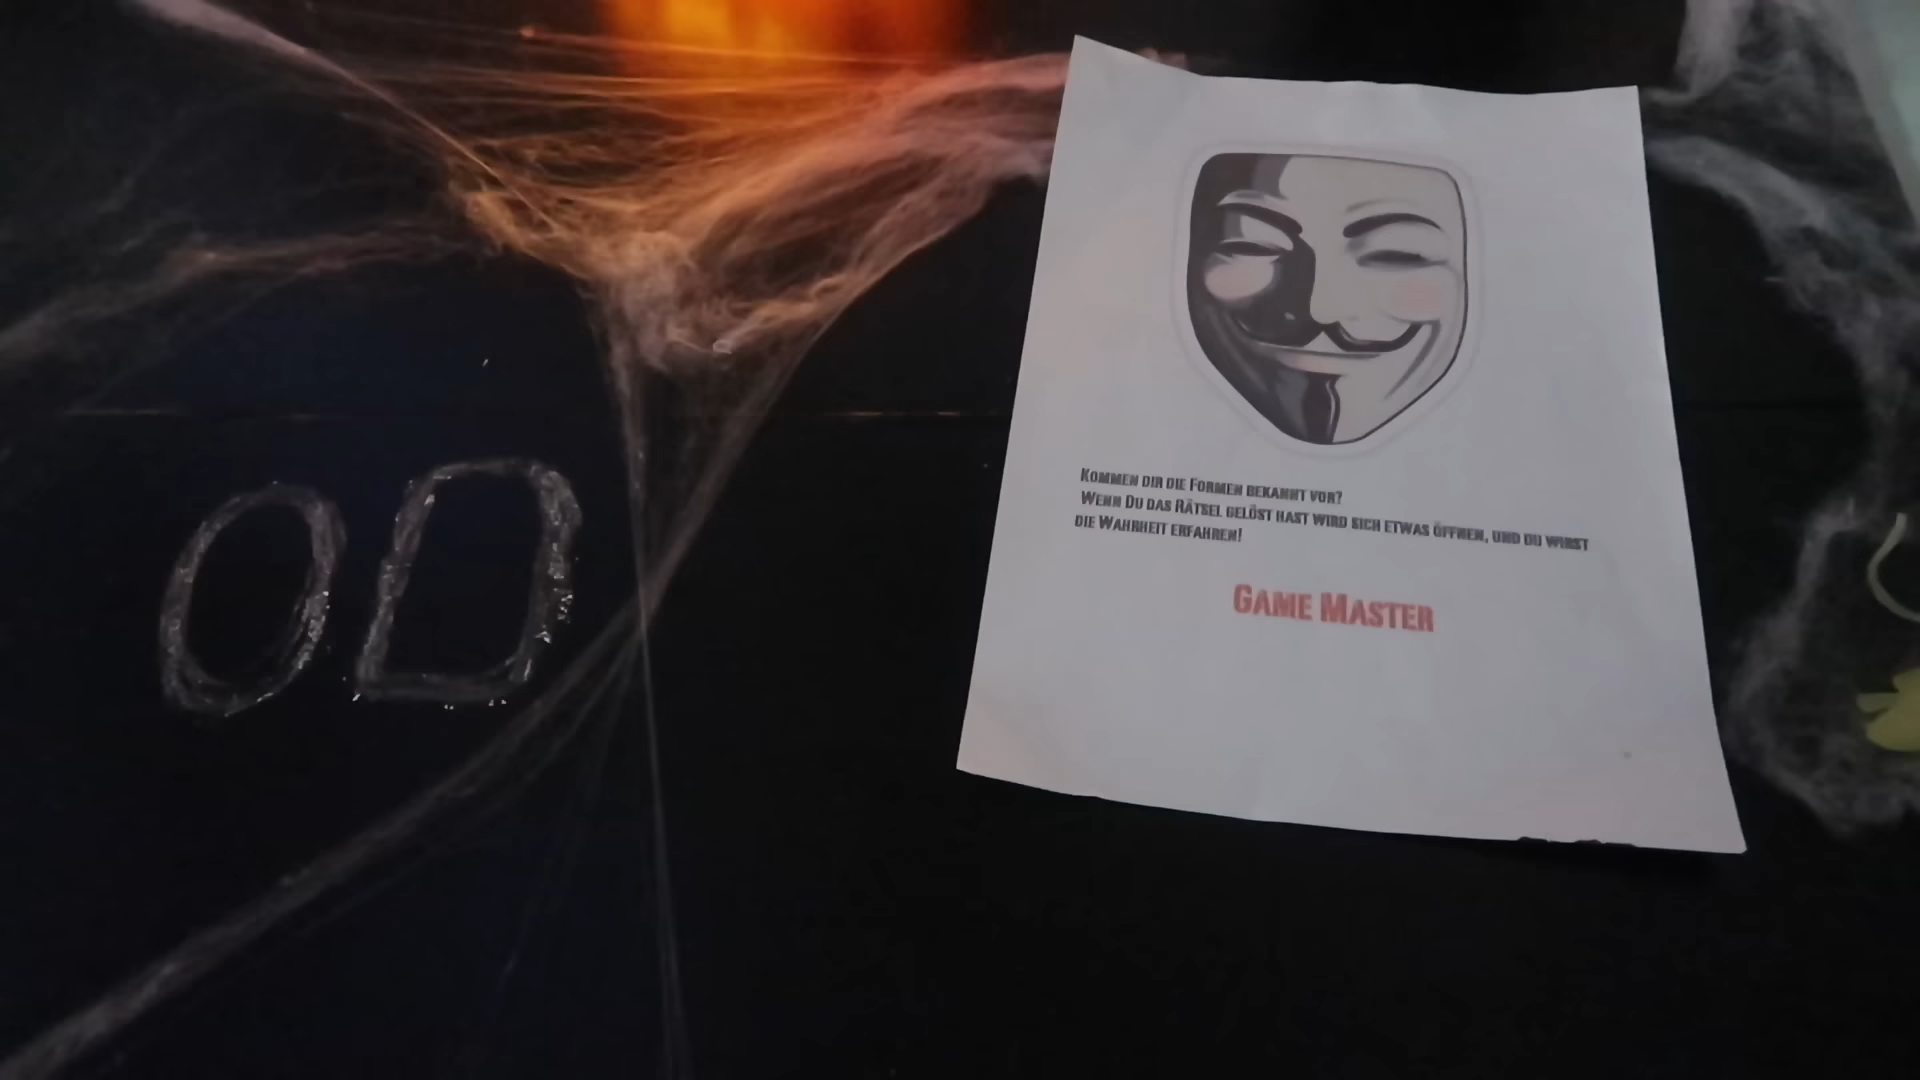 OD
Kommen dir die Formen bekannt vor?
Wenn Du das Rätsel gelöst hast wird sich etwas öffnen, und du wirst
die Wahrheit erfahren!
Game Master